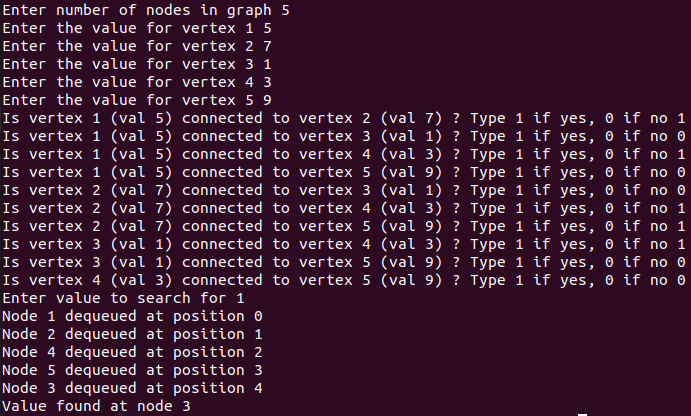 Enter number of nodes in graph 5
Enter the value for vertex 1 5
Enter the value for vertex 2 7
Enter the value for vertex 3 1
Enter the value for vertex 4 3
Enter the value for vertex 5 9
Is vertex 1 (val 5) connected to vertex 2 (val 7) ? Type 1 if yes, 0 if no 1
Is vertex 1 (val 5) connected to vertex 3 (val 1) ? Type 1 if yes, 0 if no 0
Is vertex 1 (val 5) connected to vertex 4 (val 3) ? Type 1 if yes, 0 if no 1
Is vertex 1 (val 5) connected to vertex 5 (val 9) ? Type 1 if yes, 0 if no 0
Is vertex 2 (val 7) connected to vertex 3 (val 1) ? Type 1 if yes, 0 if no 0
Is vertex 2 (val 7) connected to vertex 4 (val 3) ? Type 1 if yes, 0 if no 1
Is vertex 2 (val 7) connected to vertex 5 (val 9) ? Type 1 if yes, 0 if no 1
Is vertex 3 (val 1) connected to vertex 4 (val 3) ? Type 1 if yes, 0 if no 1
Is vertex 3 (val 1) connected to vertex 5 (val 9) ? Type 1 if yes, 0 if no 0
Is vertex 4 (val 3) connected to vertex 5 (val 9) ? Type 1 if yes, 0 if no 0
Enter value to search for 1
Node 1 dequeued at position 0
Node 2 dequeued at position 1
Node 4 dequeued at position 2
Node 5 dequeued at position 3
Node 3 dequeued at position 4
Value found at node 3